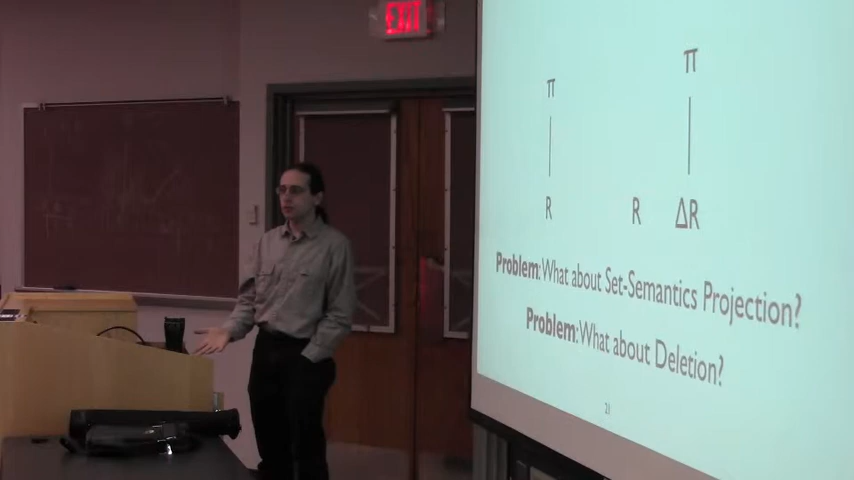 EXIT
π π
R R ΔR
Problem: What about Set-Semantics Projection?
Problem: What about Deletion?
21